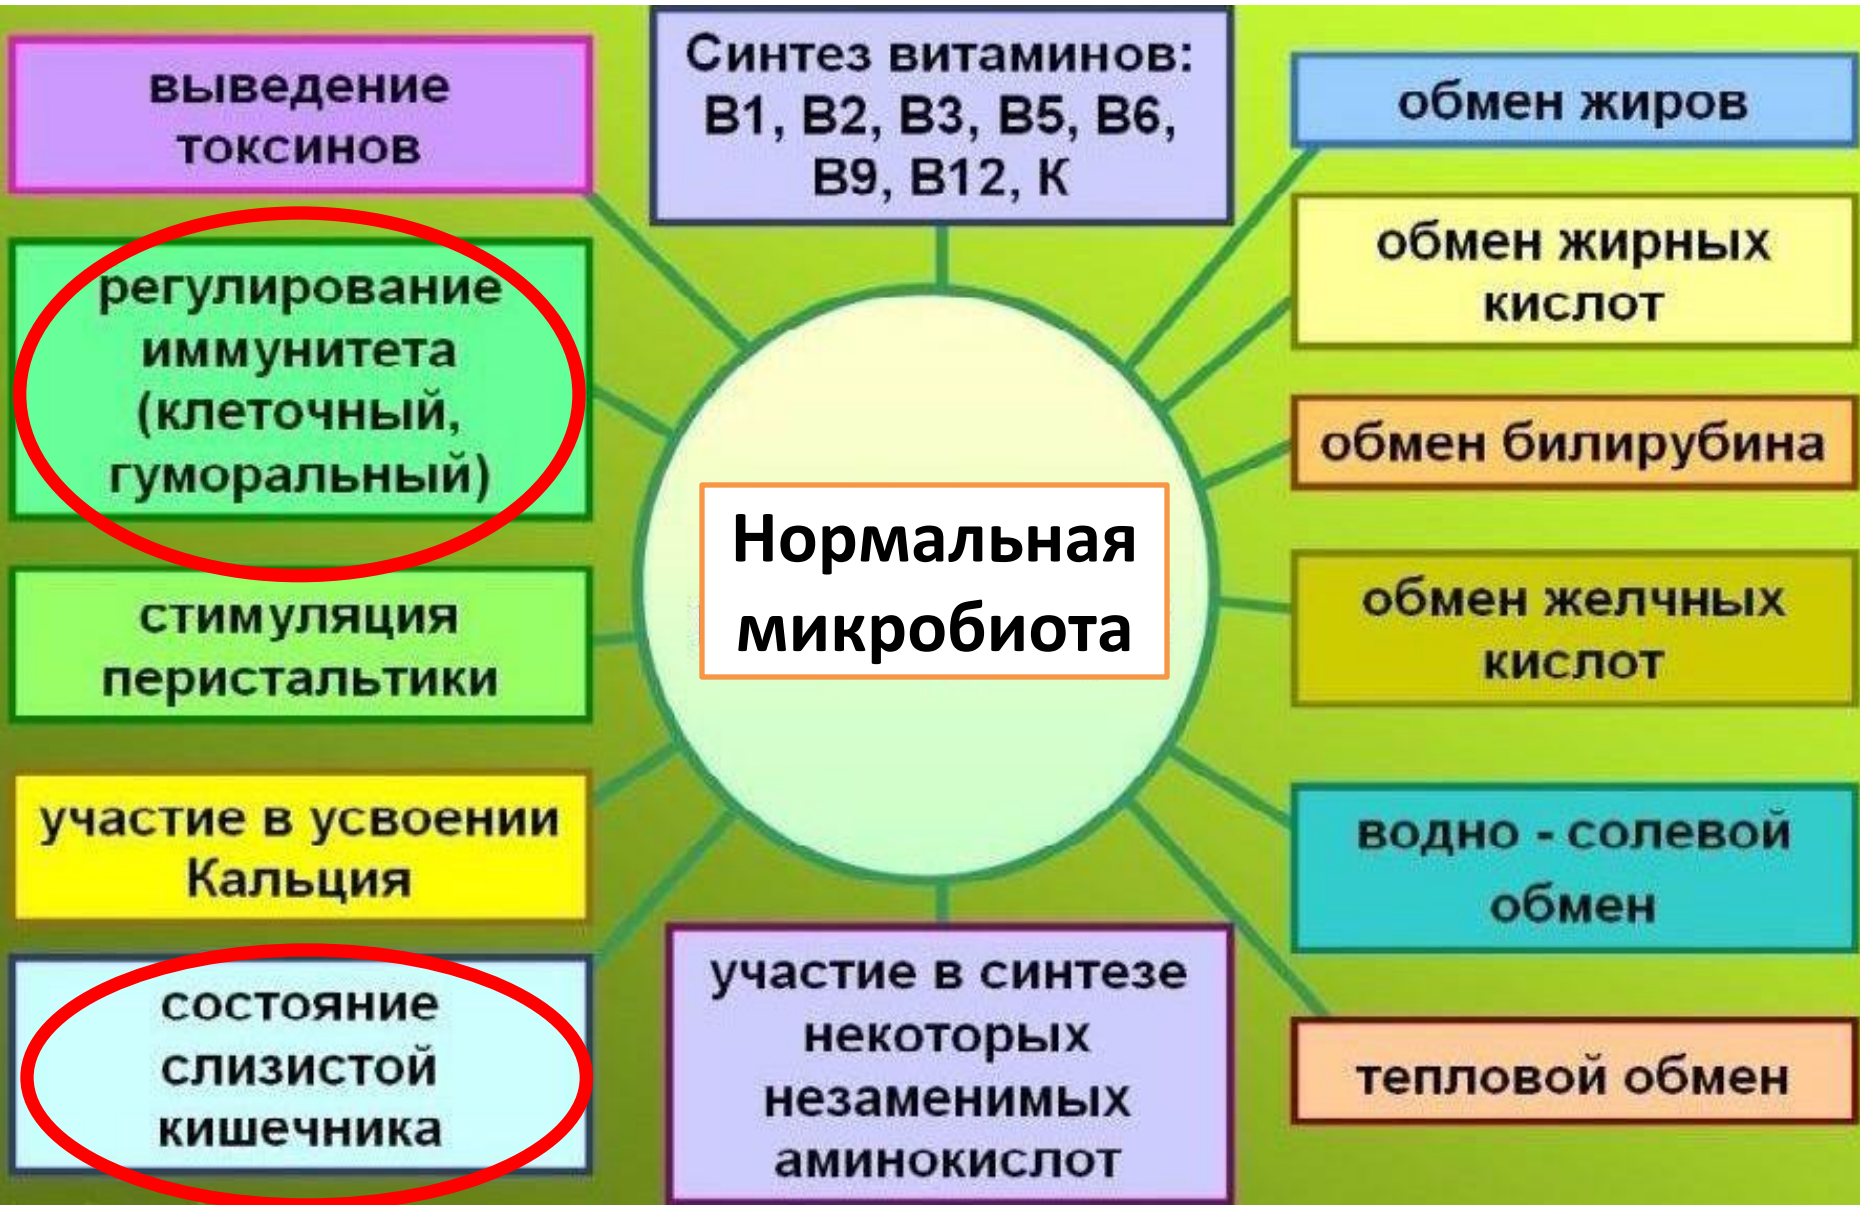 выведение
токсинов
регулирование
иммунитета
(клеточный,
гуморальный)
стимуляция
перистальтики
участие в усвоении
Кальция
состояние
слизистой
кишечника
Синтез витаминов:
В1, В2, В3, В5, В6,
В9, В12, К
Нормальная
микробиота
участие в синтезе
некоторых
незаменимых
аминокислот
обмен жиров
обмен жирных
кислот
обмен билирубина
обмен желчных
кислот
водно - солевой
обмен
тепловой обмен